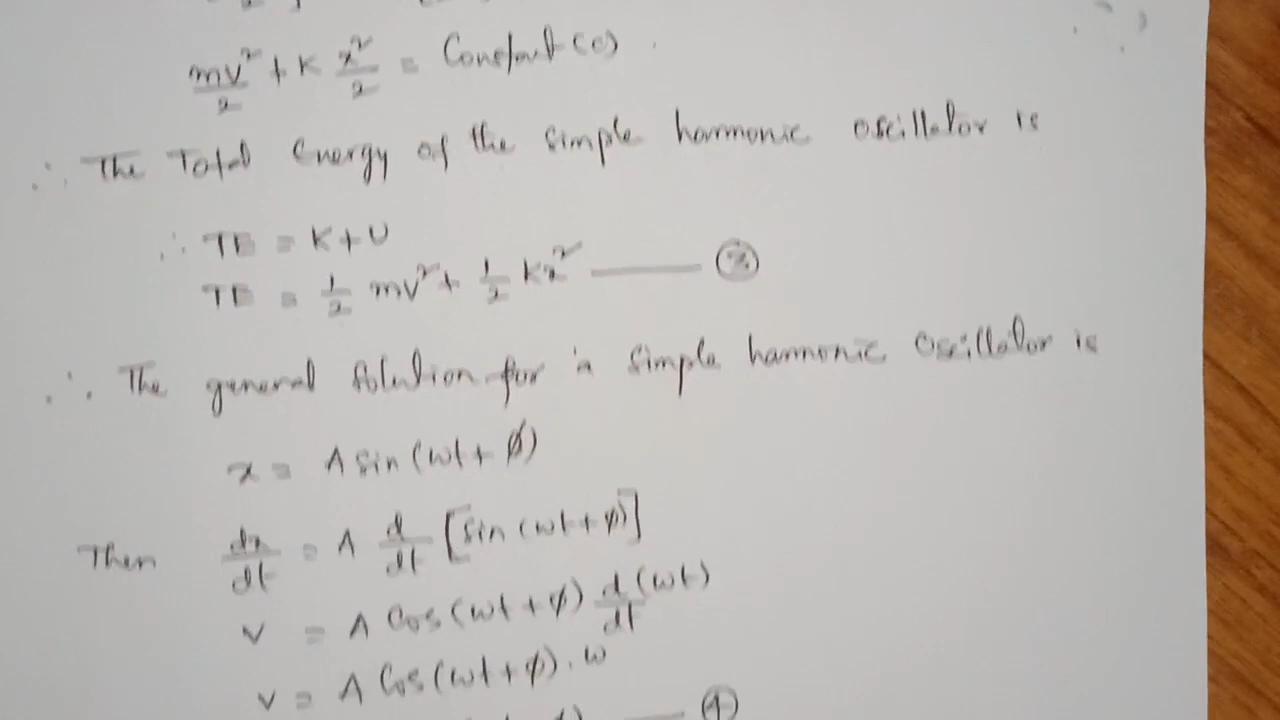 mv²/2 + K x²/2 = Constant (c)
∴ The Total Energy of the simple harmonic oscillator is
∴ TE = K+U
TE = 1/2 mv² + 1/2 Kx² —— ③
∴ The general solution for a simple harmonic oscillator is
x = A sin(ωt + φ)
Then dx/dt = A d/dt [sin(ωt + φ)]
v = A Cos(ωt + φ) d/dt (ωt)
v = A Cos(ωt + φ) . ω
—— ④